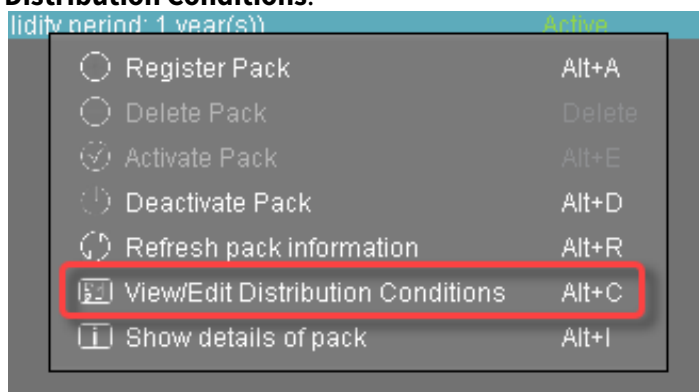 Distribution Conditions.
lidity period: 1 year(s)) Active
Register Pack Alt+A
Delete Pack Delete
Activate Pack Alt+E
Deactivate Pack Alt+D
Refresh pack information Alt+R
View/Edit Distribution Conditions Alt+C
Show details of pack Alt+I